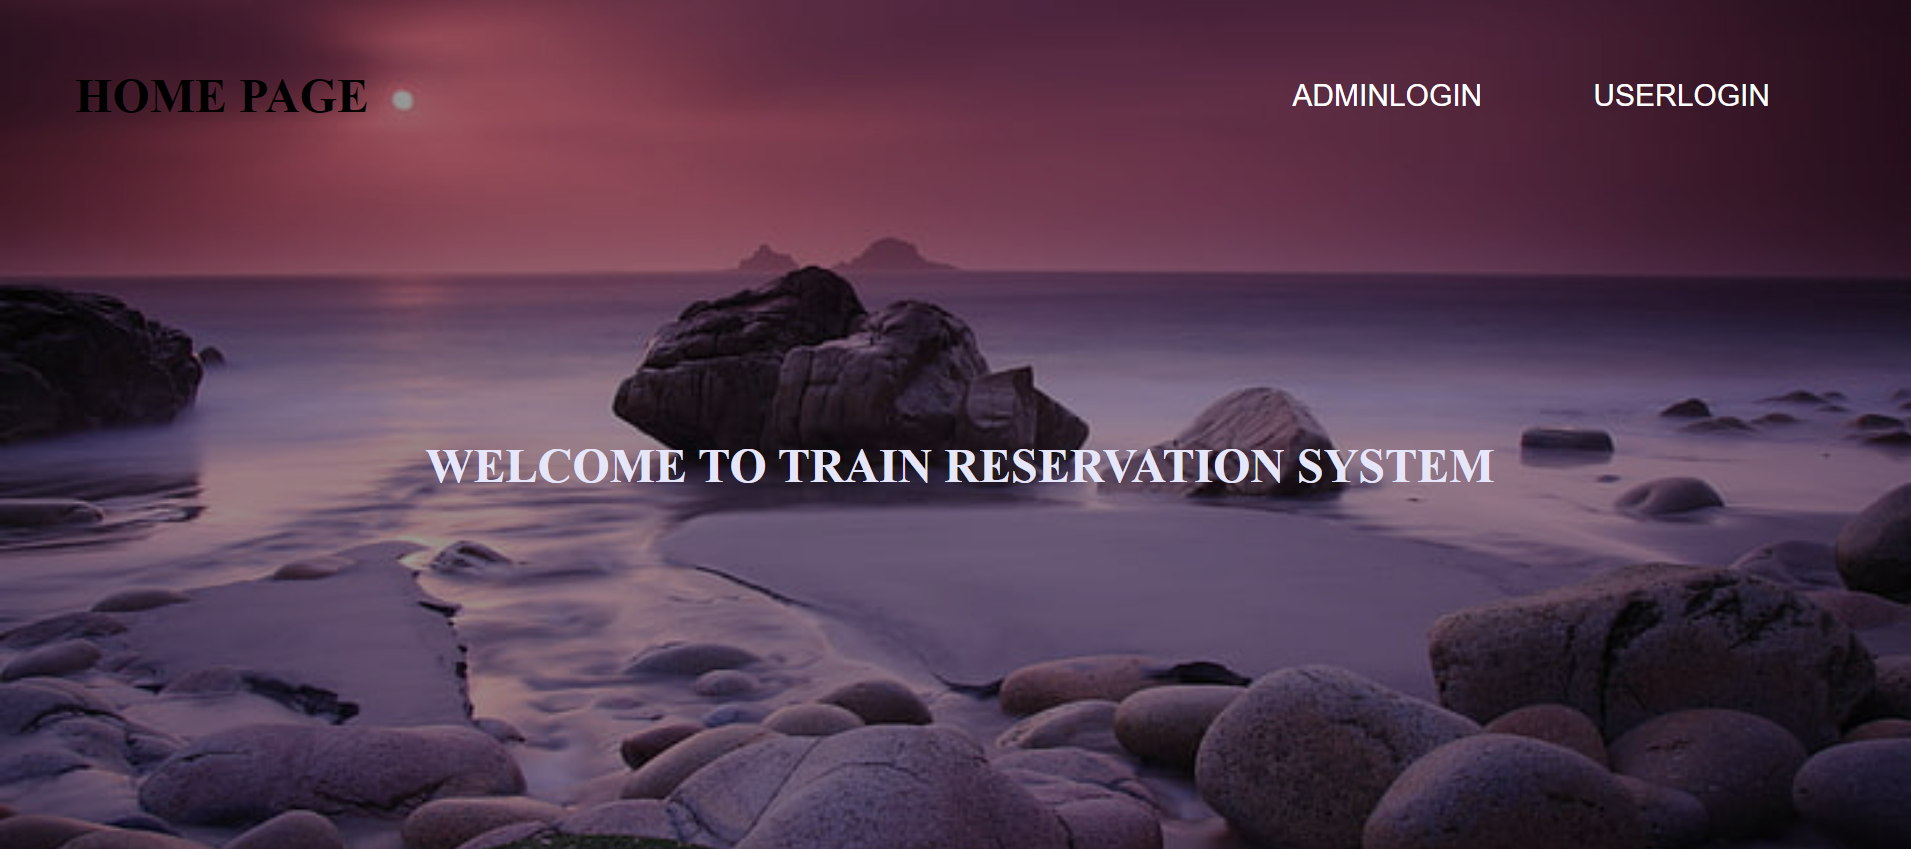 HOME PAGE
ADMINLOGIN
USERLOGIN
WELCOME TO TRAIN RESERVATION SYSTEM